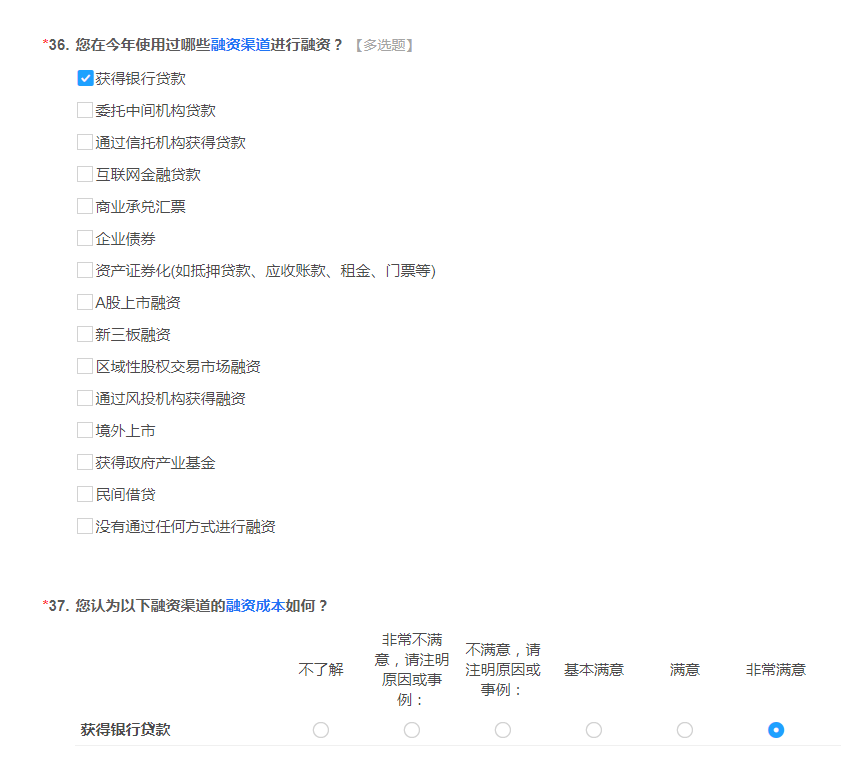 *36. 您在今年使用过哪些融资渠道进行融资？【多选题】
获得银行贷款
委托中间机构贷款
通过信托机构获得贷款
互联网金融贷款
商业承兑汇票
企业债券
资产证券化(如抵押贷款、应收账款、租金、门票等)
A股上市融资
新三板融资
区域性股权交易市场融资
通过风投机构获得融资
境外上市
获得政府产业基金
民间借贷
没有通过任何方式进行融资
*37. 您认为以下融资渠道的融资成本如何？
不了解
非常不满
意，请注明
原因或事
例：
不满意，请
注明原因或
事例：
基本满意
满意
非常满意
获得银行贷款